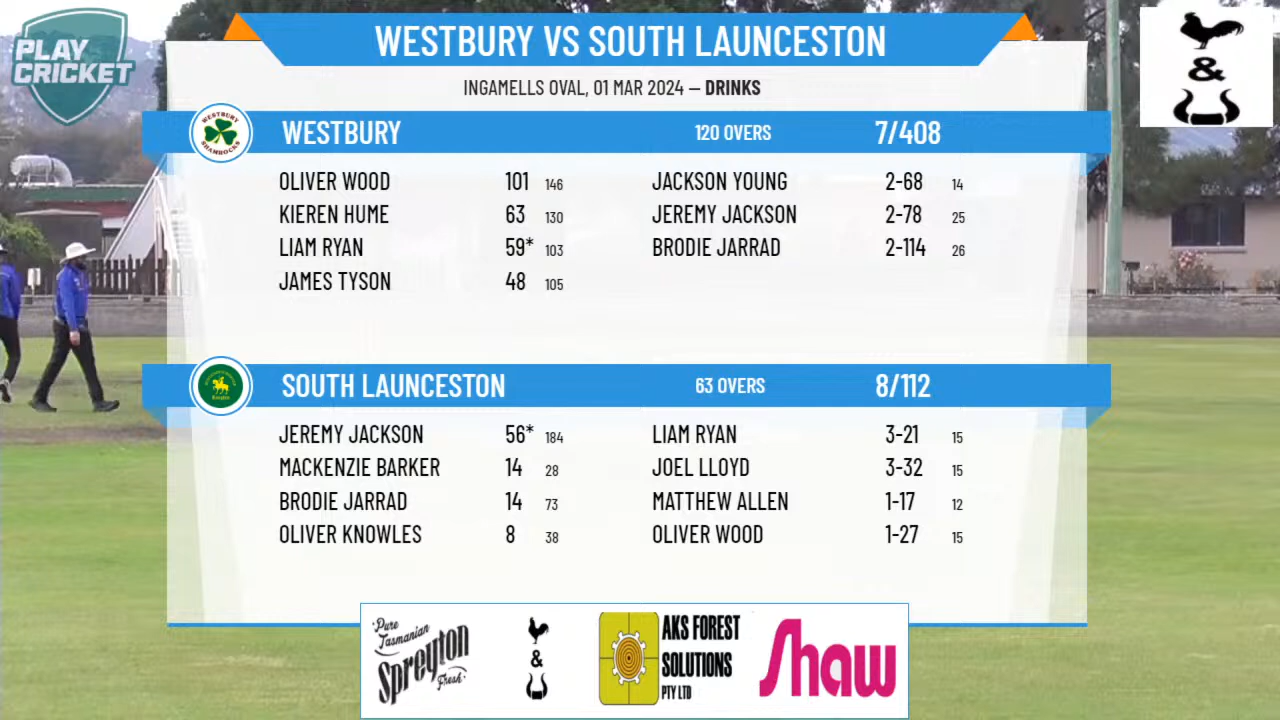 PLAY CRICKET
WESTBURY VS SOUTH LAUNCESTON
&
INGAMELLS OVAL, 01 MAR 2024 – DRINKS
WESTBURY SHAMROCKS
WESTBURY 120 OVERS 7/408
OLIVER WOOD 101 146 JACKSON YOUNG 2-68 14
KIEREN HUME 63 130 JEREMY JACKSON 2-78 25
LIAM RYAN 59* 103 BRODIE JARRAD 2-114 26
JAMES TYSON 48 105
SOUTH LAUNCESTON 63 OVERS 8/112
JEREMY JACKSON 56* 184 LIAM RYAN 3-21 15
MACKENZIE BARKER 14 28 JOEL LLOYD 3-32 15
BRODIE JARRAD 14 73 MATTHEW ALLEN 1-17 12
OLIVER KNOWLES 8 38 OLIVER WOOD 1-27 15
Pure
Tasmanian
Spreyton
Fresh
&
AKS FOREST
SOLUTIONS
PTY LTD
Shaw